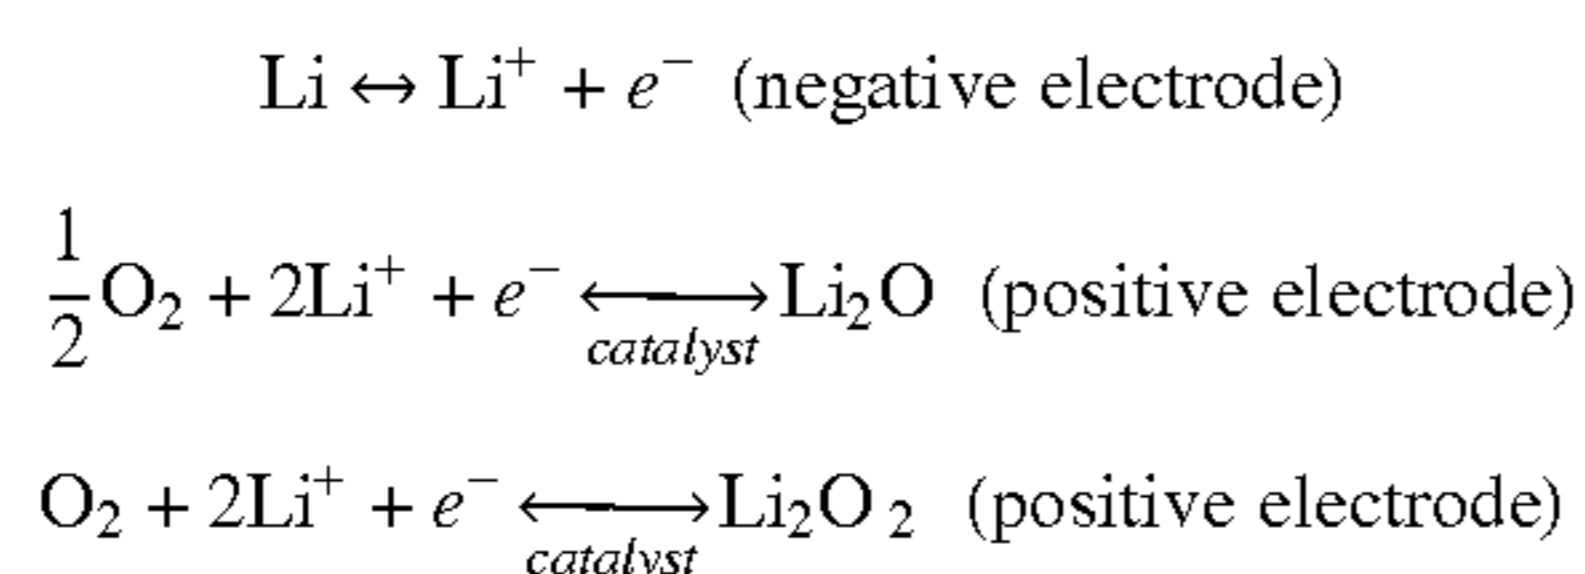 Li ↔ Li⁺ + e⁻ (negative electrode)
½O₂ + 2Li⁺ + e⁻ ⟷ Li₂O (positive electrode)
catalyst
O₂ + 2Li⁺ + e⁻ ⟷ Li₂O₂ (positive electrode)
catalyst